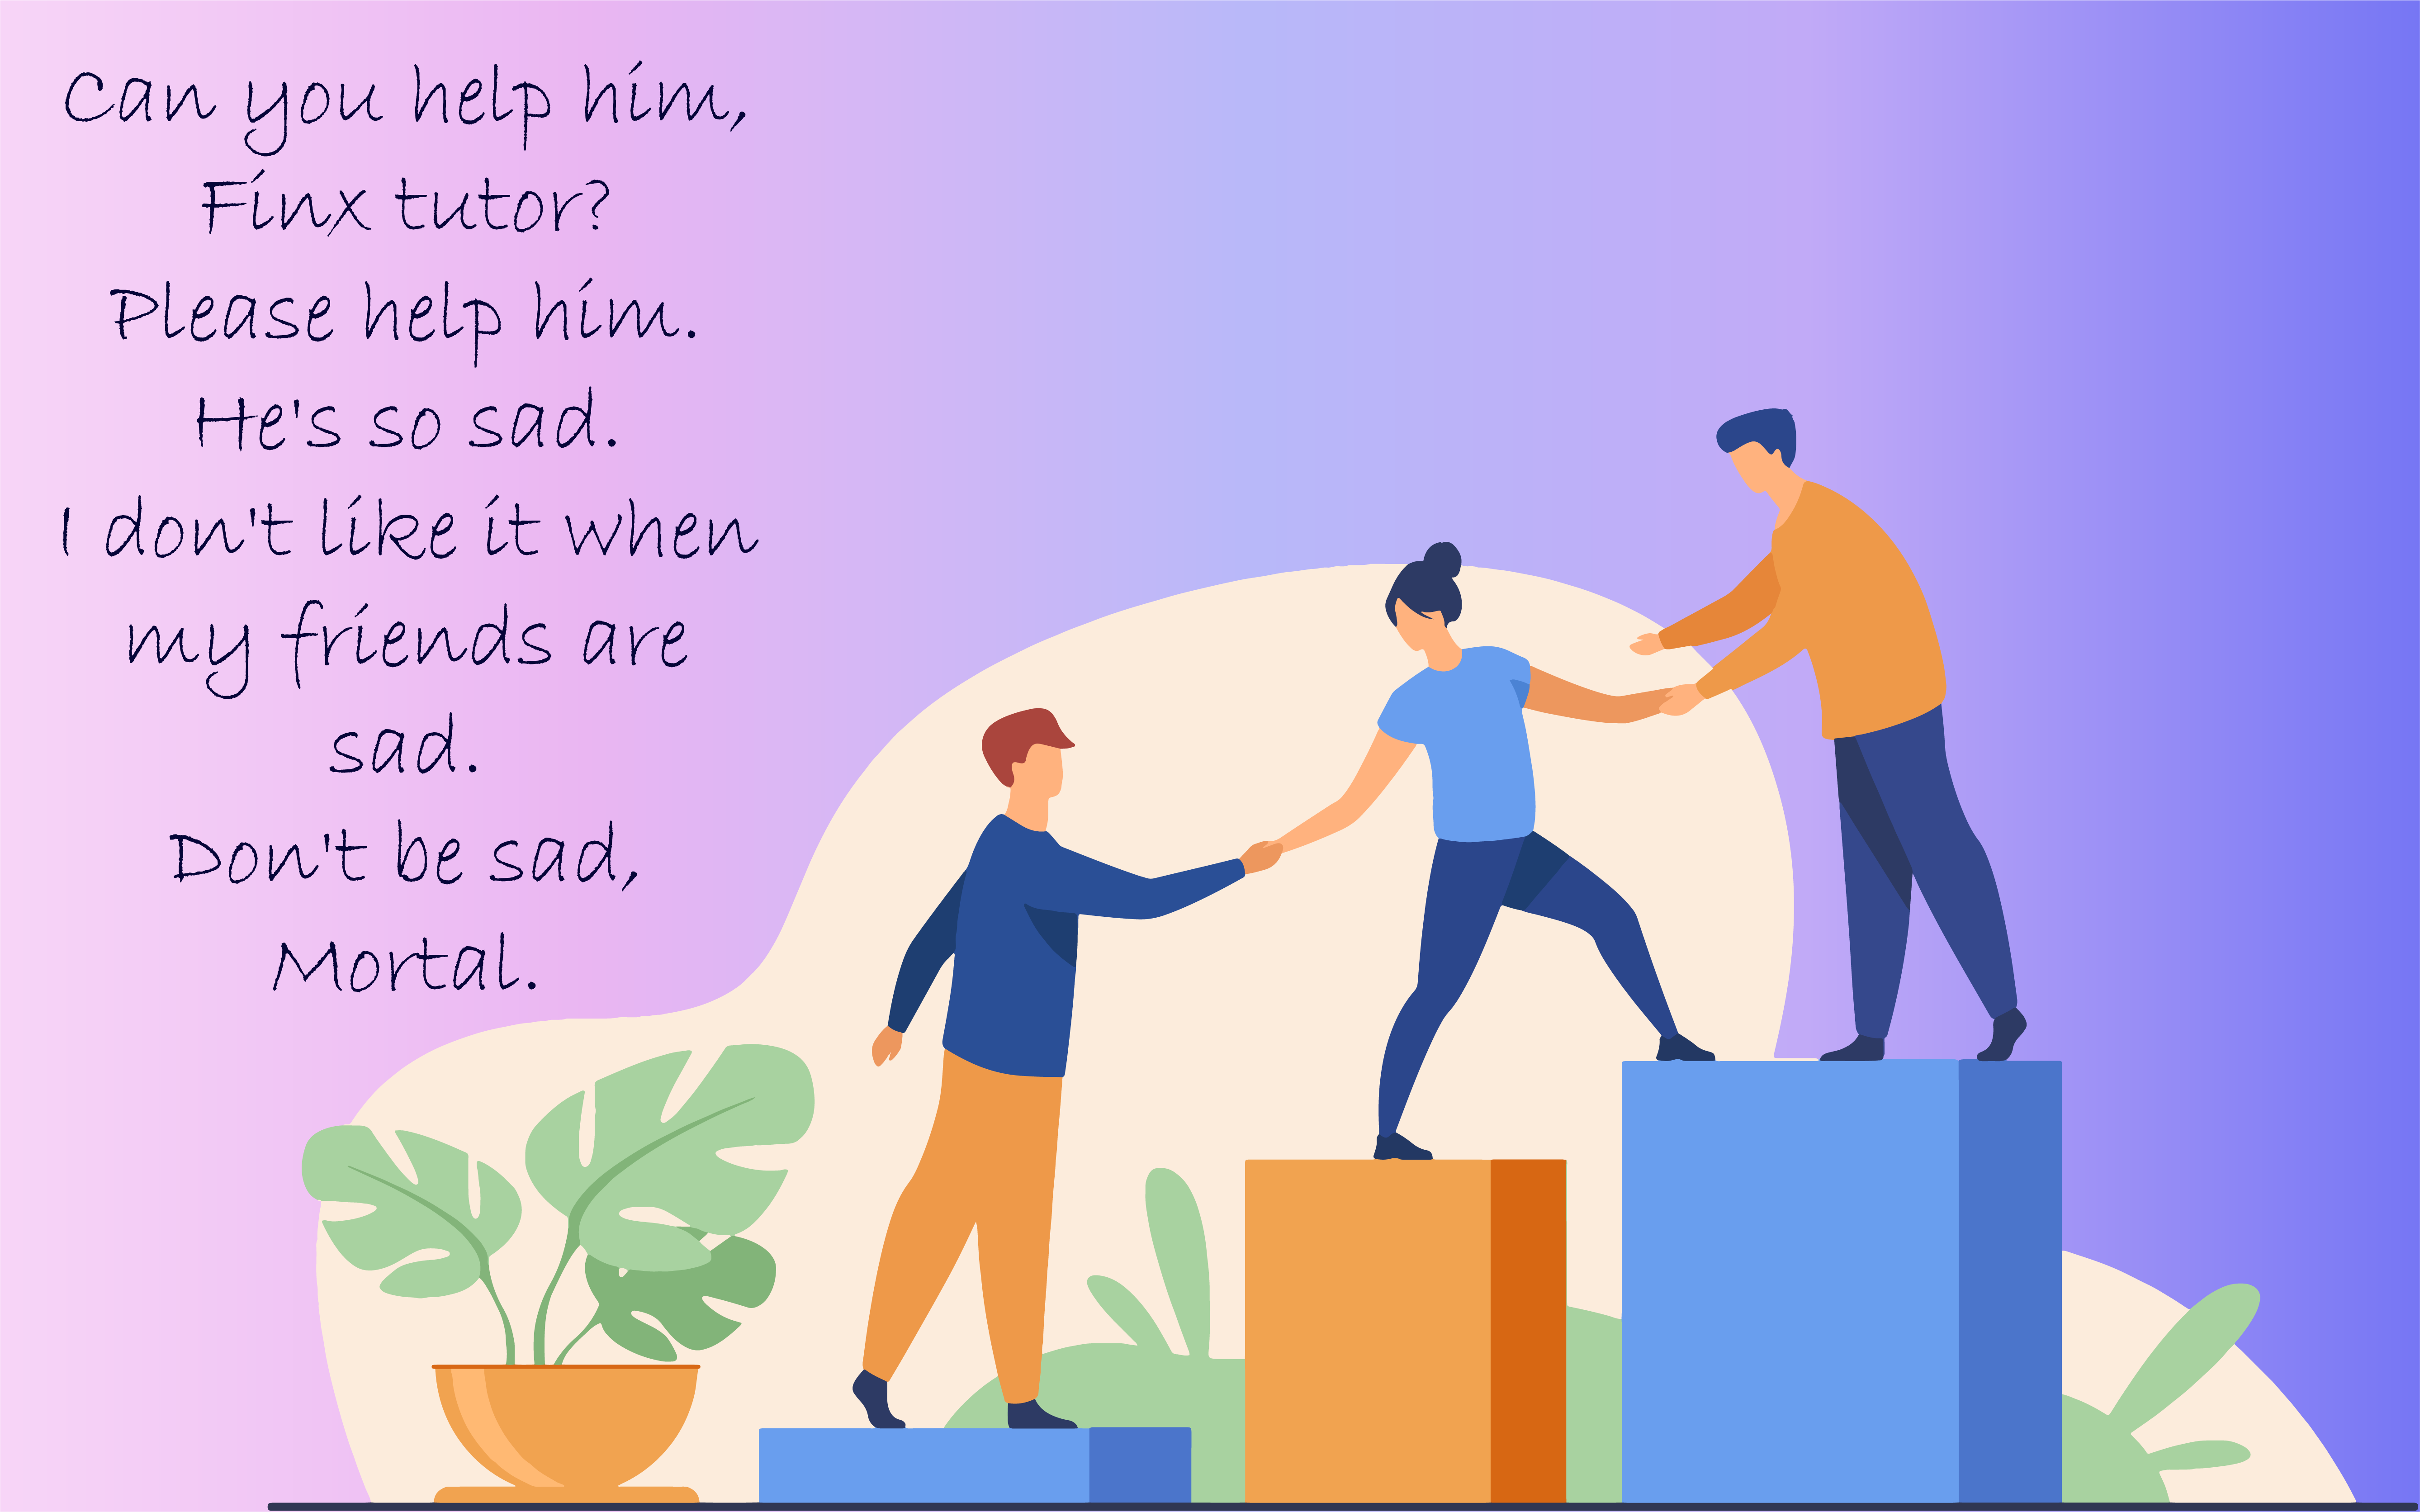 Can you help him,
Finx tutor?
Please help him.
He's so sad.
I don't like it when
my friends are
sad.
Don't be sad,
Mortal.